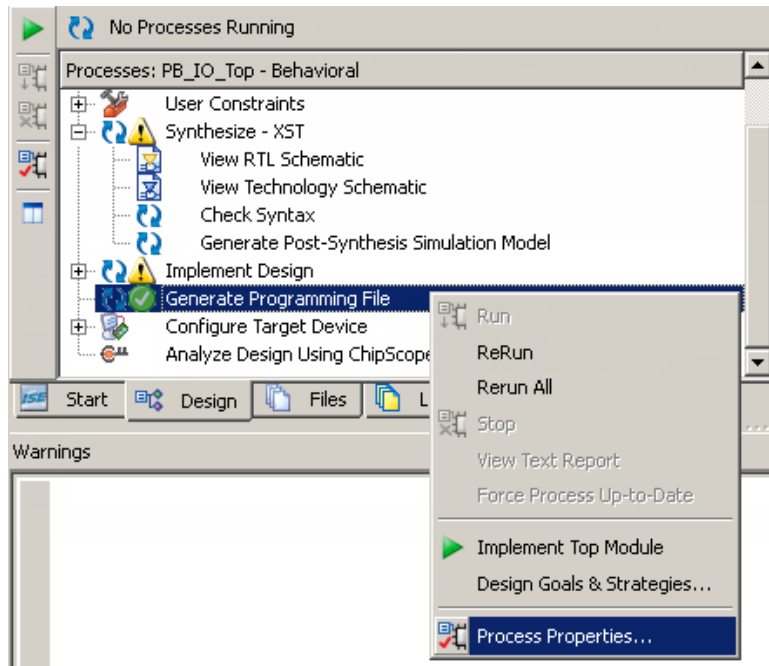 No Processes Running
Processes: PB_IO_Top - Behavioral
User Constraints
Synthesize - XST
View RTL Schematic
View Technology Schematic
Check Syntax
Generate Post-Synthesis Simulation Model
Implement Design
Generate Programming File
Configure Target Device
Analyze Design Using ChipScope
Run
ReRun
Rerun All
Stop
View Text Report
Force Process Up-to-Date
Implement Top Module
Design Goals & Strategies...
Process Properties...
ISE Start Design Files L
Warnings